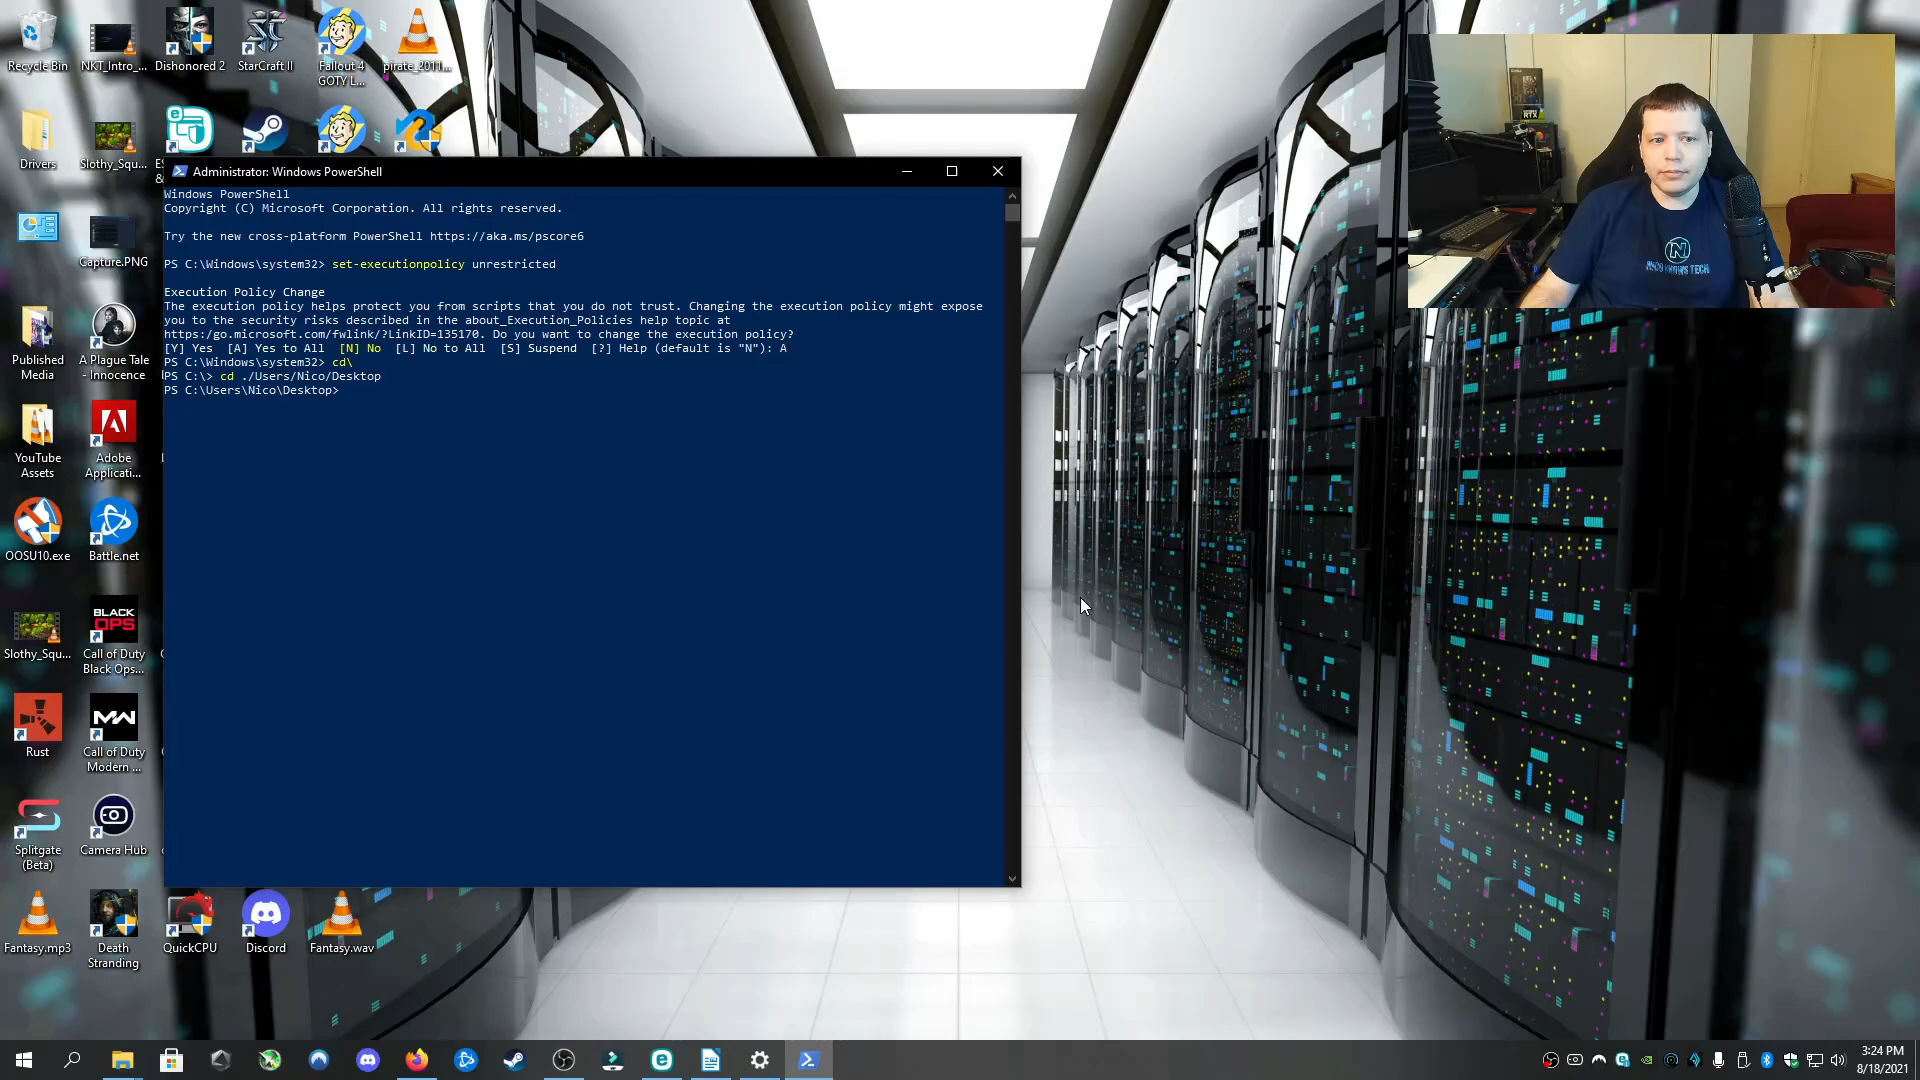 Recycle Bin
NKT_Intro_...
Dishonored 2
StarCraft II
Fallout 4
GOTY L...
pirate_2011...
Drivers
Slothy_Squ...
Capture.PNG
Published
Media
A Plague Tale
- Innocence
YouTube
Assets
Adobe
Applicati...
OOSU10.exe
Battle.net
Slothy_Squ...
BLACK
OPS
Call of Duty
Black Ops...
Rust
MW
Call of Duty
Modern ...
Splitgate
(Beta)
Camera Hub
Fantasy.mp3
Death
Stranding
QuickCPU
Discord
Fantasy.wav
Administrator: Windows PowerShell
Windows PowerShell
Copyright (C) Microsoft Corporation. All rights reserved.
Try the new cross-platform PowerShell https://aka.ms/pscore6
PS C:\Windows\system32> set-executionpolicy unrestricted
Execution Policy Change
The execution policy helps protect you from scripts that you do not trust. Changing the execution policy might expose
you to the security risks described in the about_Execution_Policies help topic at
https:/go.microsoft.com/fwlink/?LinkID=135170. Do you want to change the execution policy?
[Y] Yes  [A] Yes to All  [N] No  [L] No to All  [S] Suspend  [?] Help (default is "N"): A
PS C:\Windows\system32> cd\
PS C:\> cd ./Users/Nico/Desktop
PS C:\Users\Nico\Desktop>
RTX
N
NICO KNOWS TECH
3:24 PM
8/18/2021